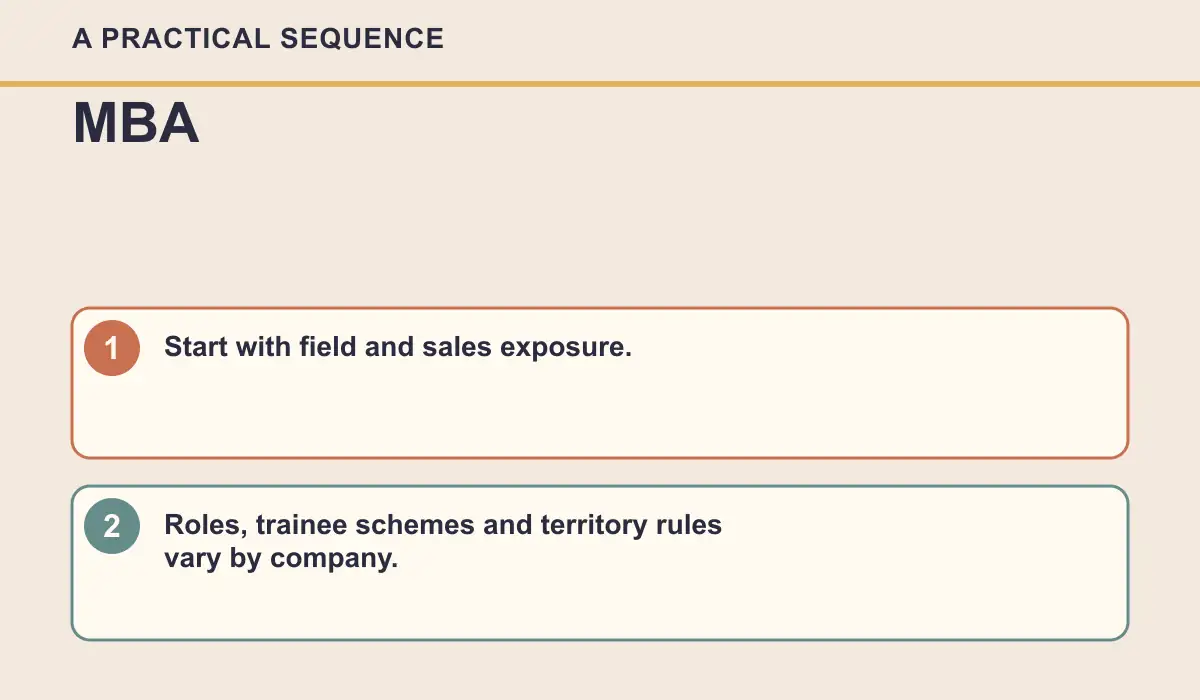 A PRACTICAL SEQUENCE
MBA
1
Start with field and sales exposure.
2
Roles, trainee schemes and territory rules
vary by company.